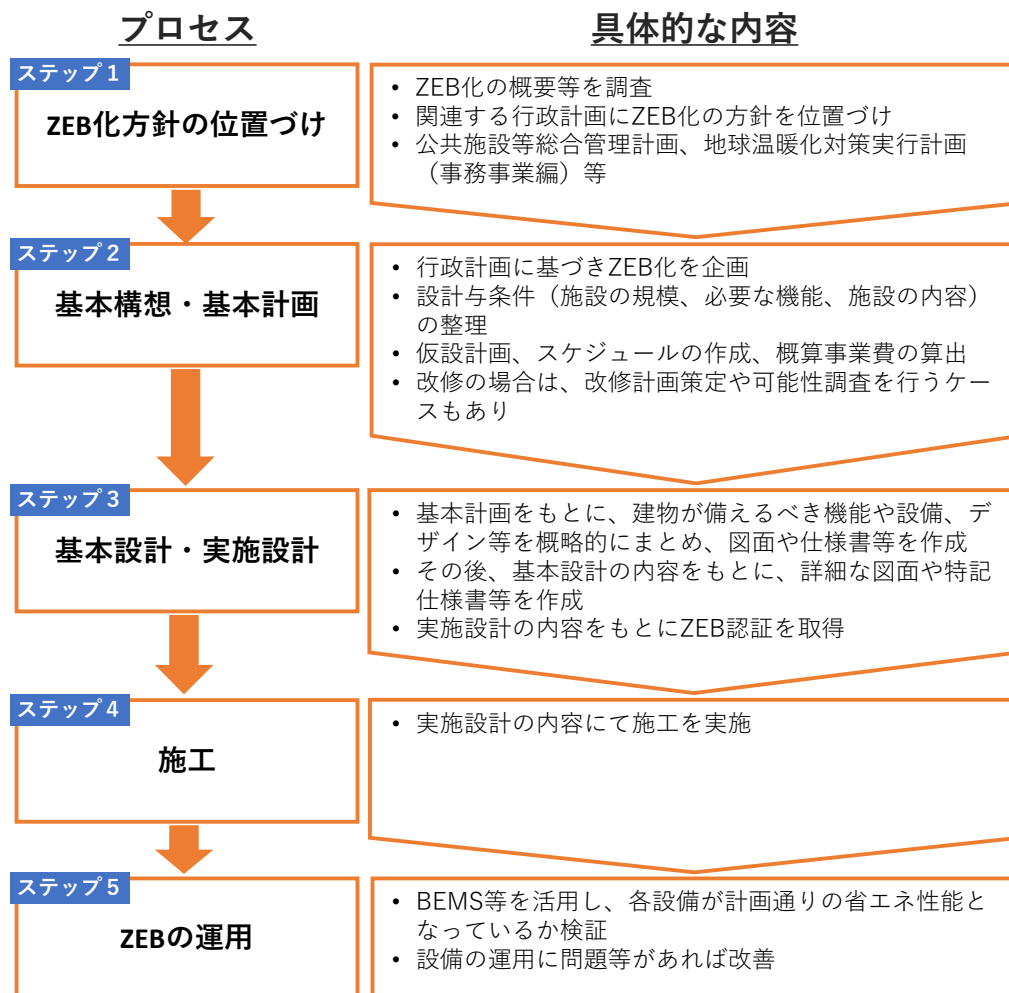 プロセス
具体的な内容
ステップ１
ZEB化方針の位置づけ
• ZEB化の概要等を調査
• 関連する行政計画にZEB化の方針を位置づけ
• 公共施設等総合管理計画、地球温暖化対策実行計画
（事務事業編）等
ステップ２
基本構想・基本計画
• 行政計画に基づきZEB化を企画
• 設計与条件（施設の規模、必要な機能、施設の内容）
の整理
• 仮設計画、スケジュールの作成、概算事業費の算出
• 改修の場合は、改修計画策定や可能性調査を行うケー
スもあり
ステップ３
基本設計・実施設計
• 基本計画をもとに、建物が備えるべき機能や設備、デ
ザイン等を概略的にまとめ、図面や仕様書等を作成
• その後、基本設計の内容をもとに、詳細な図面や特記
仕様書等を作成
• 実施設計の内容をもとにZEB認証を取得
ステップ４
施工
• 実施設計の内容にて施工を実施
ステップ５
ZEBの運用
• BEMS等を活用し、各設備が計画通りの省エネ性能と
なっているか検証
• 設備の運用に問題等があれば改善